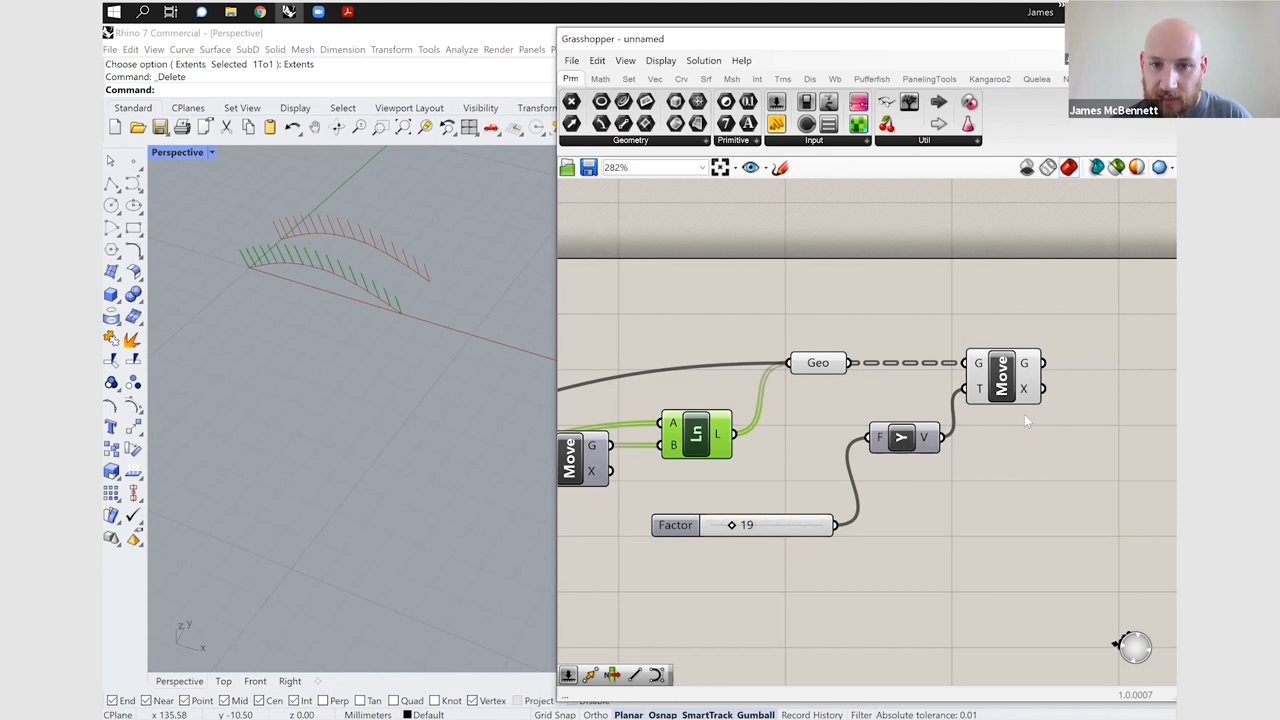 James
James McBennett
Rhino 7 Commercial - [Perspective]
File Edit View Curve Surface SubD Solid Mesh Dimension Transform Tools Analyze Render Panels
Choose option ( Extents Selected 1To1 ): Extents
Command: _Delete
Command:
Standard CPlanes Set View Display Select Viewport Layout Visibility Transform
Perspective
z y
x
Perspective Top Front Right
End Near Point Mid Cen Int Perp Tan Quad Knot Vertex Project Disable
CPlane x 135.58 y -10.50 z 0.00 Millimeters Default Grid Snap Ortho Planar Osnap SmartTrack Gumball Record History Filter Absolute tolerance: 0.01
Grasshopper - unnamed
File Edit View Display Solution Help
Prm Math Set Vec Crv Srf Msh Int Trns Dis Wb Pufferfish PanelingTools Kangaroo2 Quelea
Geometry Primitive Input Util
282%
Geo
G Move G
T X
A Ln L
B
Move G
X
F Y V
Factor 19
...
1.0.0007